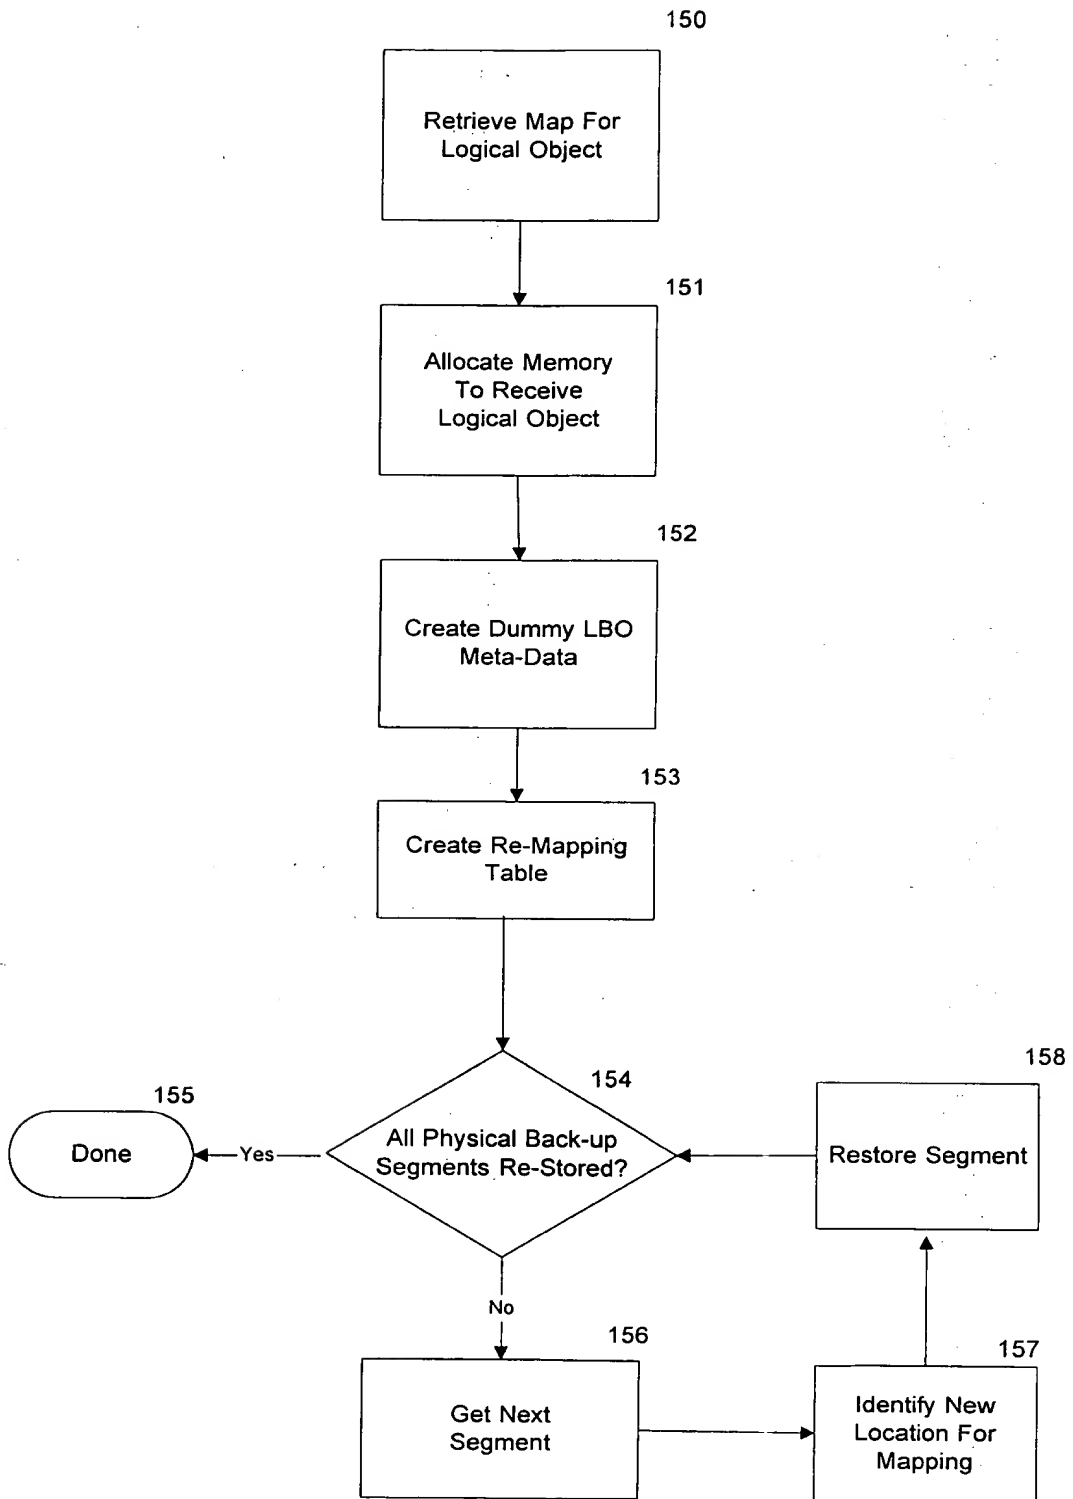 150
Retrieve Map For
Logical Object
151
Allocate Memory
To Receive
Logical Object
152
Create Dummy LBO
Meta-Data
153
Create Re-Mapping
Table
154
All Physical Back-up
Segments Re-Stored?
Yes
155
Done
No
156
Get Next
Segment
157
Identify New
Location For
Mapping
158
Restore Segment